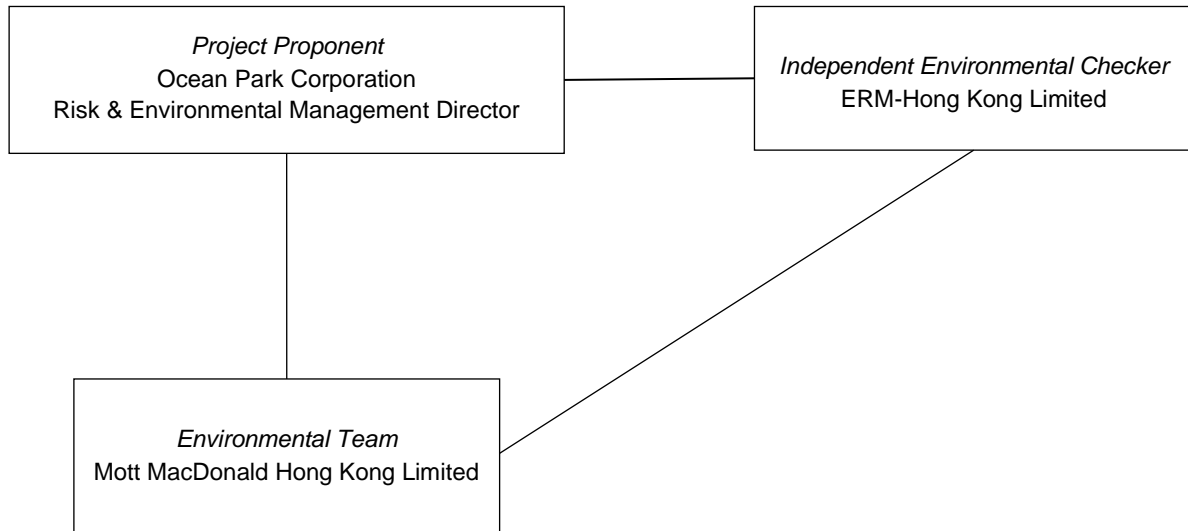 Project Proponent
Ocean Park Corporation
Risk & Environmental Management Director
Independent Environmental Checker
ERM-Hong Kong Limited
Environmental Team
Mott MacDonald Hong Kong Limited